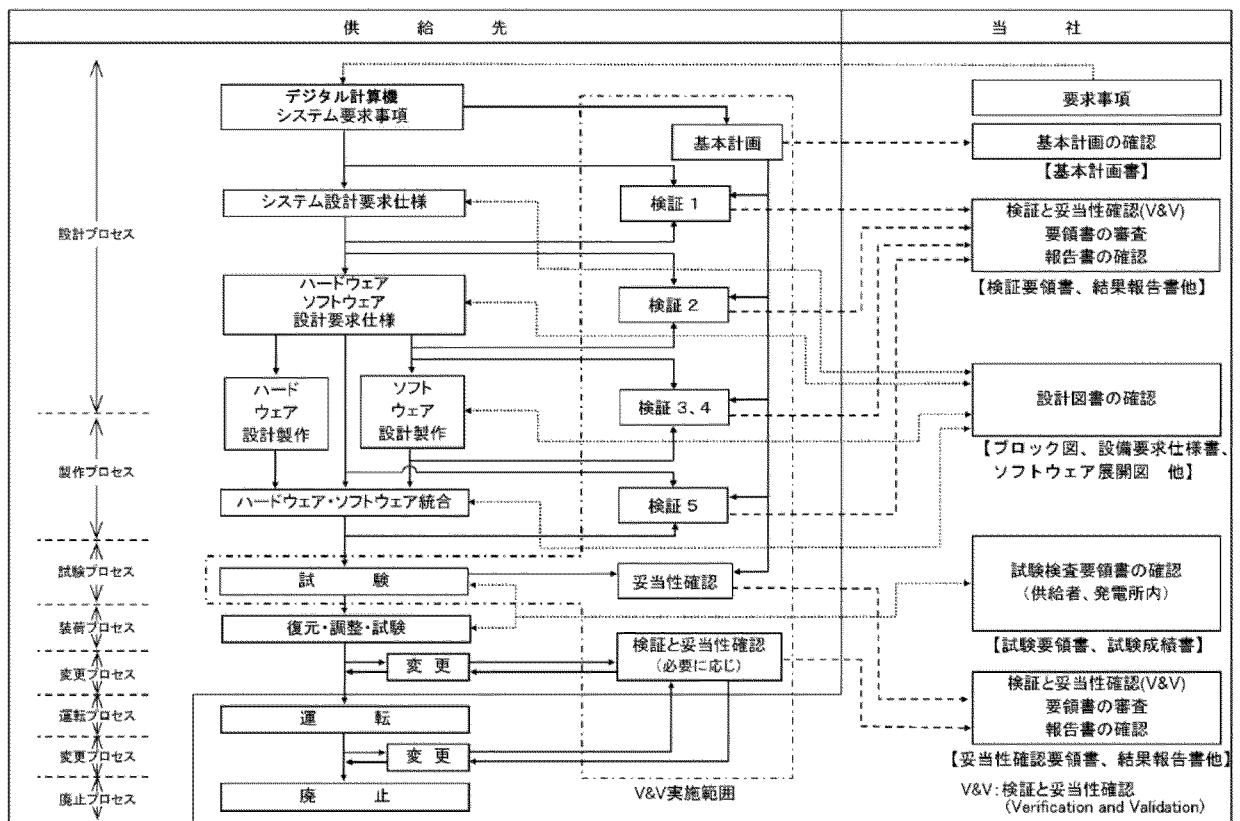 供給先
当社
デジタル計算機
システム要求事項
要求事項
基本計画
基本計画の確認
【基本計画書】
設計プロセス
システム設計要求仕様
検証 1
検証と妥当性確認(V&V)
要領書の審査
報告書の確認
【検証要領書、結果報告書他】
ハードウェア
ソフトウェア
設計要求仕様
検証 2
ハード
ウェア
設計製作
ソフト
ウェア
設計製作
検証 3、4
設計図書の確認
【ブロック図、設備要求仕様書、
ソフトウェア展開図 他】
製作プロセス
ハードウェア・ソフトウェア統合
検証 5
試験プロセス
試験
妥当性確認
試験検査要領書の確認
(供給者、発電所内)
【試験要領書、試験成績書】
装荷プロセス
復元・調整・試験
変更プロセス
変更
検証と妥当性確認
(必要に応じ)
検証と妥当性確認(V&V)
要領書の審査
報告書の確認
【妥当性確認要領書、結果報告書他】
運転プロセス
運転
変更プロセス
変更
廃止プロセス
廃止
V&V実施範囲
V&V:検証と妥当性確認
(Verification and Validation)